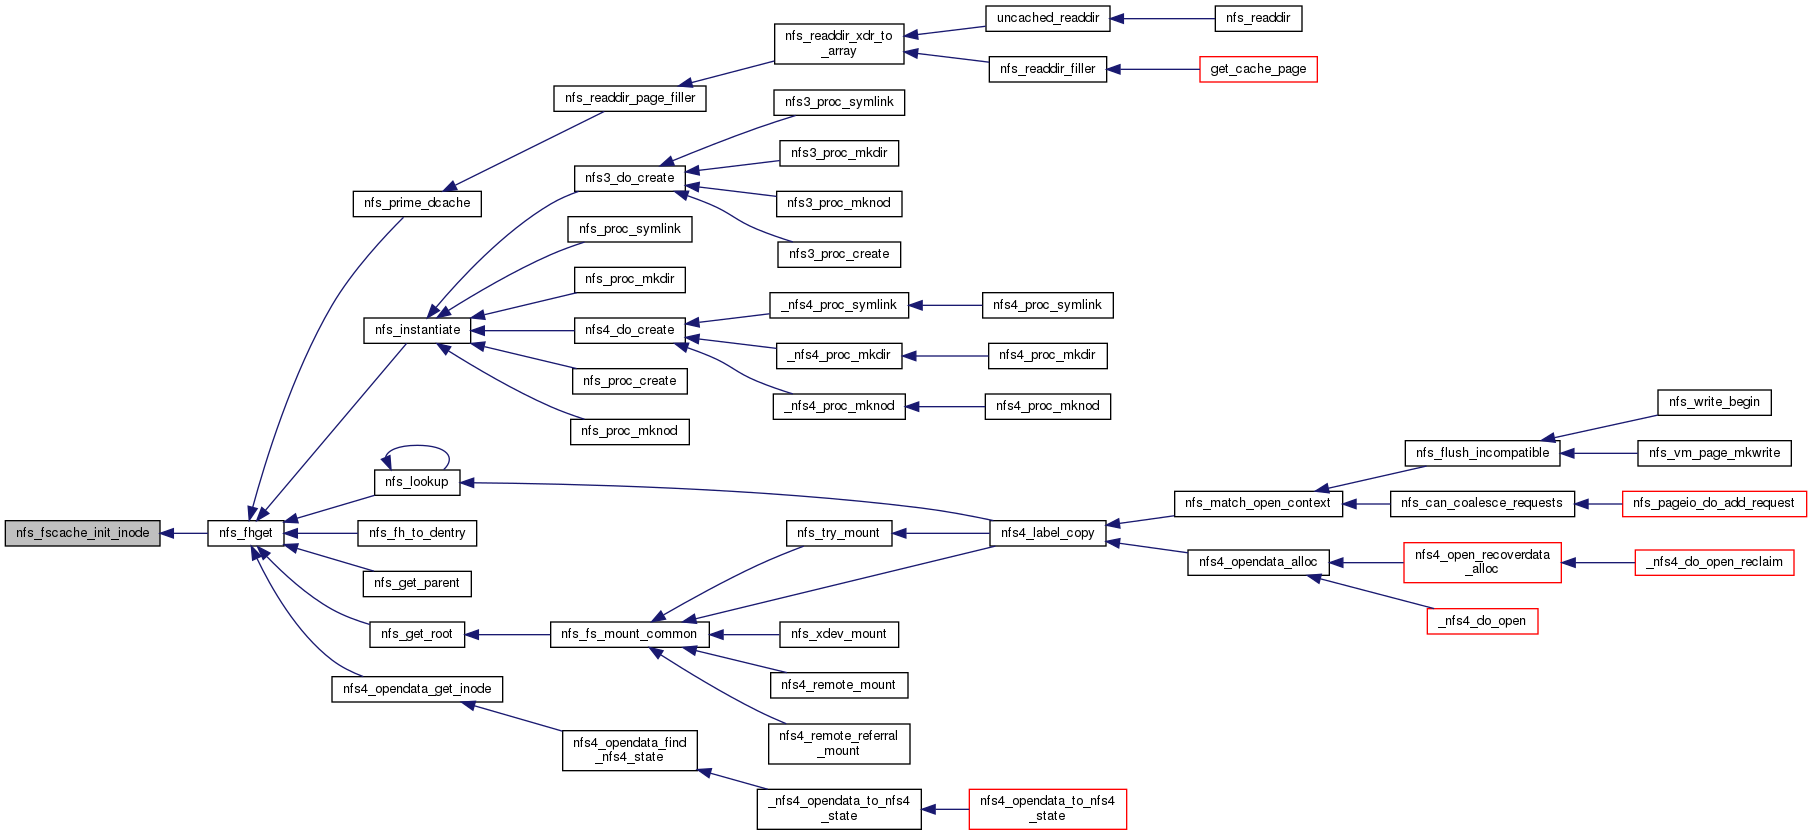 uncached_readdir
nfs_readdir
nfs_readdir_xdr_to
_array
nfs_readdir_filler
get_cache_page
nfs_readdir_page_filler
nfs3_proc_symlink
nfs3_proc_mkdir
nfs3_do_create
nfs_prime_dcache
nfs3_proc_mknod
nfs_proc_symlink
nfs3_proc_create
nfs_proc_mkdir
_nfs4_proc_symlink
nfs4_proc_symlink
nfs_instantiate
nfs4_do_create
_nfs4_proc_mkdir
nfs4_proc_mkdir
nfs_proc_create
_nfs4_proc_mknod
nfs4_proc_mknod
nfs_write_begin
nfs_proc_mknod
nfs_flush_incompatible
nfs_vm_page_mkwrite
nfs_lookup
nfs_match_open_context
nfs_can_coalesce_requests
nfs_pageio_do_add_request
nfs_fscache_init_inode
nfs_fhget
nfs_fh_to_dentry
nfs_try_mount
nfs4_label_copy
nfs4_opendata_alloc
nfs4_open_recoverdata
_alloc
_nfs4_do_open_reclaim
nfs_get_parent
_nfs4_do_open
nfs_get_root
nfs_fs_mount_common
nfs_xdev_mount
nfs4_remote_mount
nfs4_opendata_get_inode
nfs4_remote_referral
_mount
nfs4_opendata_find
_nfs4_state
_nfs4_opendata_to_nfs4
_state
nfs4_opendata_to_nfs4
_state